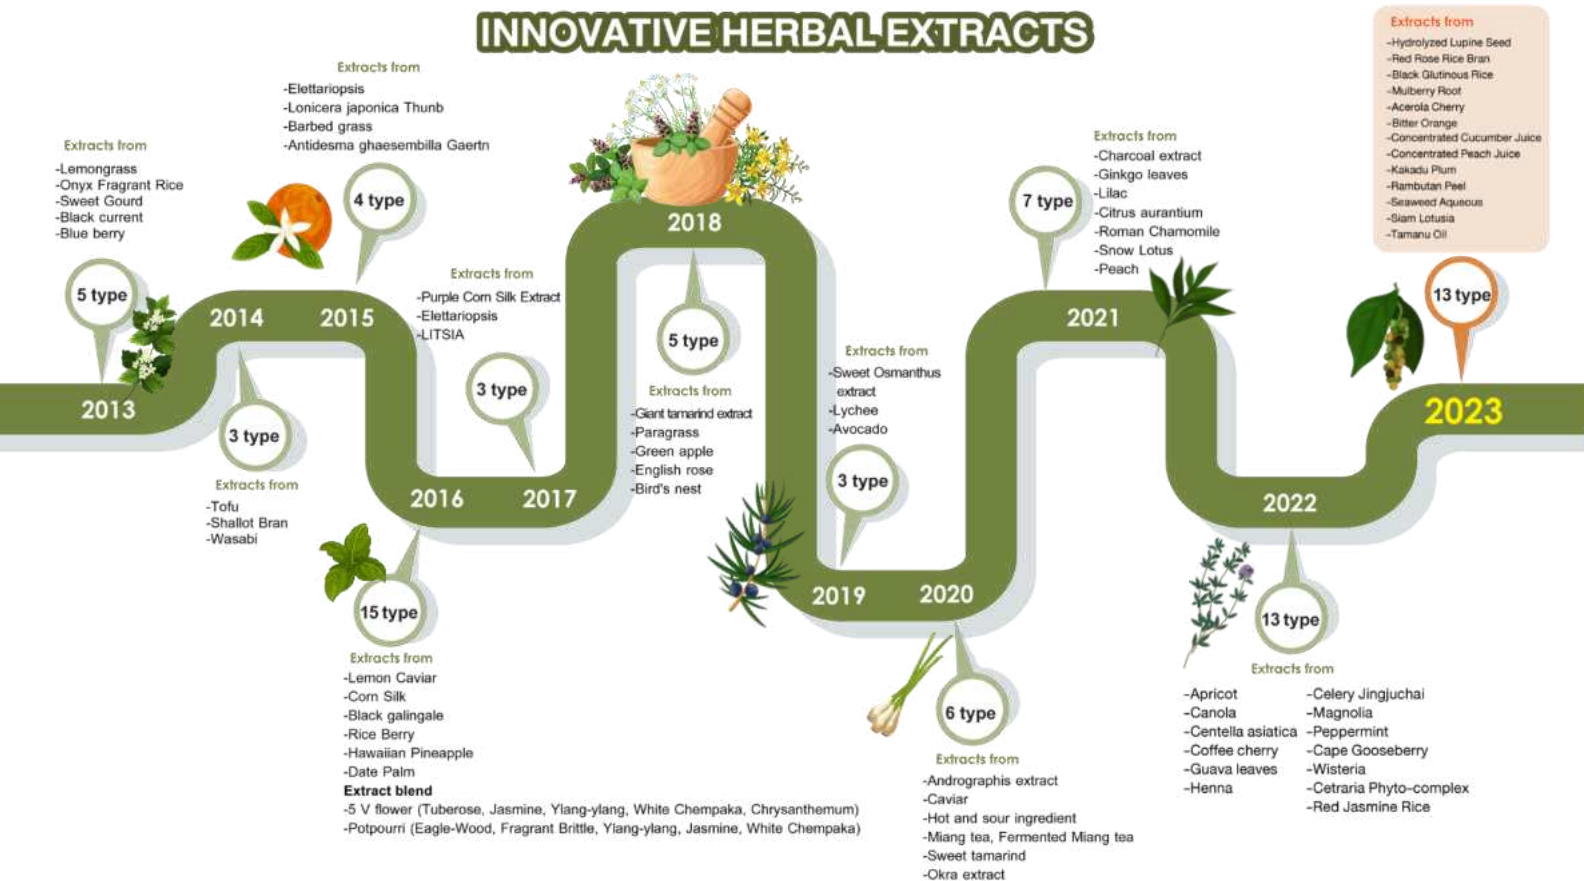 INNOVATIVE HERBAL EXTRACTS
Extracts from
-Lemongrass
-Onyx Fragrant Rice
-Sweet Gourd
-Black current
-Blue berry
5 type
2013
2014
3 type
Extracts from
-Tofu
-Shallot Bran
-Wasabi
Extracts from
-Elettariopsis
-Lonicera japonica Thunb
-Barbed grass
-Antidesma ghaesembilla Gaertn
4 type
2015
2016
15 type
Extracts from
-Lemon Caviar
-Corn Silk
-Black galingale
-Rice Berry
-Hawaiian Pineapple
-Date Palm
Extract blend
-5 V flower (Tuberose, Jasmine, Ylang-ylang, White Chempaka, Chrysanthemum)
-Potpourri (Eagle-Wood, Fragrant Brittle, Ylang-ylang, Jasmine, White Chempaka)
Extracts from
-Purple Corn Silk Extract
-Elettariopsis
-LITSIA
3 type
2017
2018
5 type
Extracts from
-Giant tamarind extract
-Paragrass
-Green apple
-English rose
-Bird's nest
Extracts from
-Sweet Osmanthus
extract
-Lychee
-Avocado
3 type
2019
2020
6 type
Extracts from
-Andrographis extract
-Caviar
-Hot and sour ingredient
-Miang tea, Fermented Miang tea
-Sweet tamarind
-Okra extract
Extracts from
-Charcoal extract
-Ginkgo leaves
-Lilac
-Citrus aurantium
-Roman Chamomile
-Snow Lotus
-Peach
7 type
2021
2022
13 type
Extracts from
-Apricot
-Canola
-Centella asiatica
-Coffee cherry
-Guava leaves
-Henna
-Celery Jingjuchai
-Magnolia
-Peppermint
-Cape Gooseberry
-Wisteria
-Cetraria Phyto-complex
-Red Jasmine Rice
Extracts from
-Hydrolyzed Lupine Seed
-Red Rose Rice Bran
-Black Glutinous Rice
-Mulberry Root
-Acerola Cherry
-Bitter Orange
-Concentrated Cucumber Juice
-Concentrated Peach Juice
-Kakadu Plum
-Rambutan Peel
-Seaweed Aqueous
-Siam Lotusia
-Tamanu Oil
13 type
2023